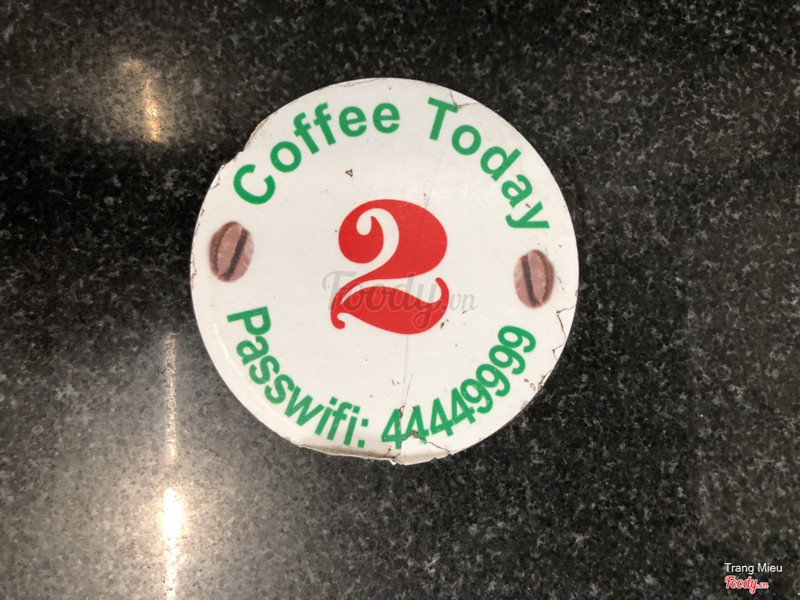 Coffee Today
2
Passwifi: 44449999
Foody.vn
Trang Mieu
Foody.vn